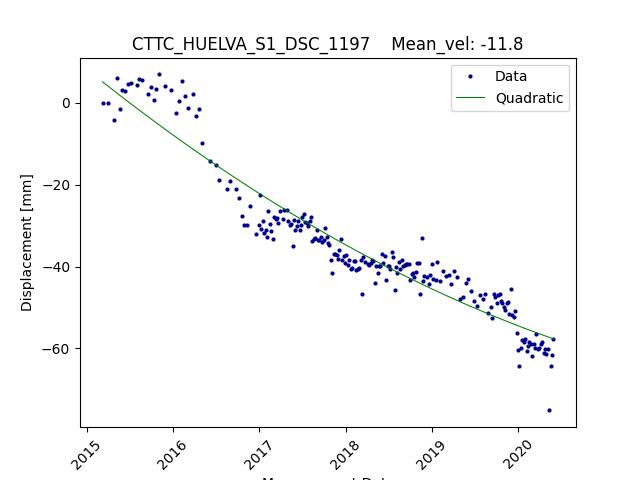 CTTC_HUELVA_S1_DSC_1197    Mean_vel: -11.8
Data
Quadratic
Displacement [mm]
0
−20
−40
−60
2015
2016
2017
2018
2019
2020